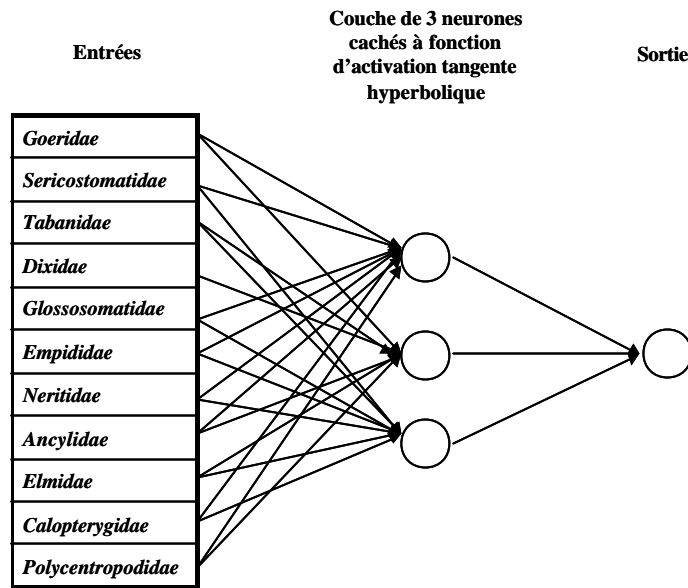 Entrées
Couche de 3 neurones
cachés à fonction
d'activation tangente
hyperbolique
Sortie
Goeridae
Sericostomatidae
Tabanidae
Dixidae
Glossosomatidae
Empididae
Neritidae
Ancylidae
Elmidae
Calopterygidae
Polycentropodidae